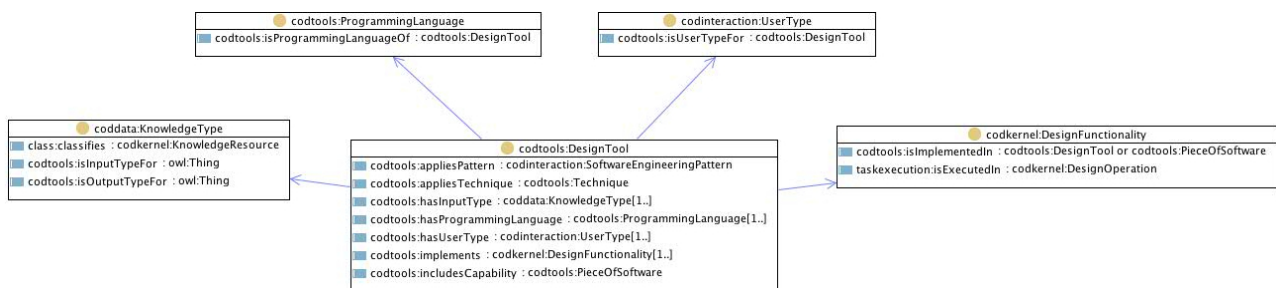 codtools:ProgrammingLanguage
codtools:isProgrammingLanguageOf : codtools:DesignTool
codinteraction:UserType
codtools:isUserTypeFor : codtools:DesignTool
coddata:KnowledgeType
class:classifies : codkernel:KnowledgeResource
codtools:isInputTypeFor : owl:Thing
codtools:isOutputTypeFor : owl:Thing
codtools:DesignTool
codtools:appliesPattern : codinteraction:SoftwareEngineeringPattern
codtools:appliesTechnique : codtools:Technique
codtools:hasInputType : coddata:KnowledgeType[1..]
codtools:hasProgrammingLanguage : codtools:ProgrammingLanguage[1..]
codtools:hasUserType : codinteraction:UserType[1..]
codtools:implements : codkernel:DesignFunctionality[1..]
codtools:includesCapability : codtools:PieceOfSoftware
codkernel:DesignFunctionality
codtools:isImplementedIn : codtools:DesignTool or codtools:PieceOfSoftware
taskexecution:isExecutedIn : codkernel:DesignOperation